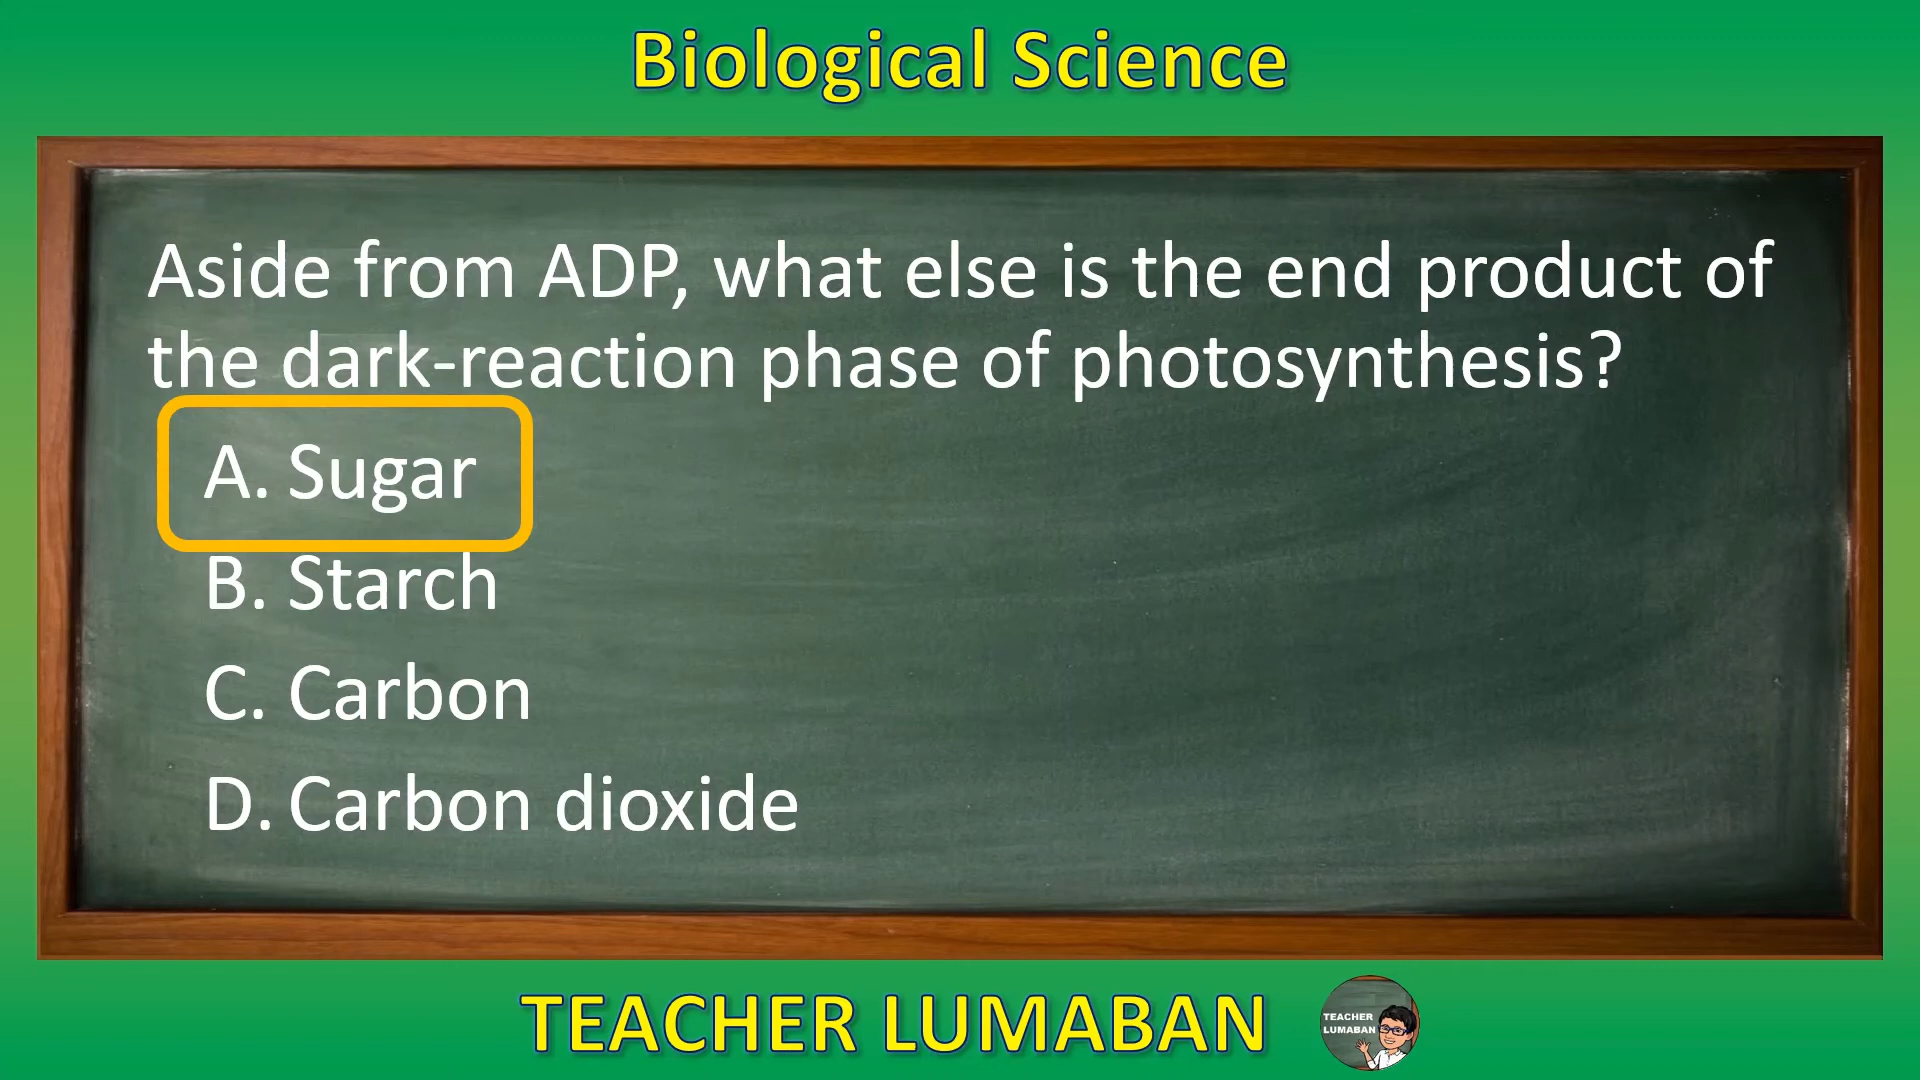 Biological Science
Aside from ADP, what else is the end product of
the dark-reaction phase of photosynthesis?
A. Sugar
B. Starch
C. Carbon
D. Carbon dioxide
TEACHER LUMABAN
TEACHER
LUMABAN